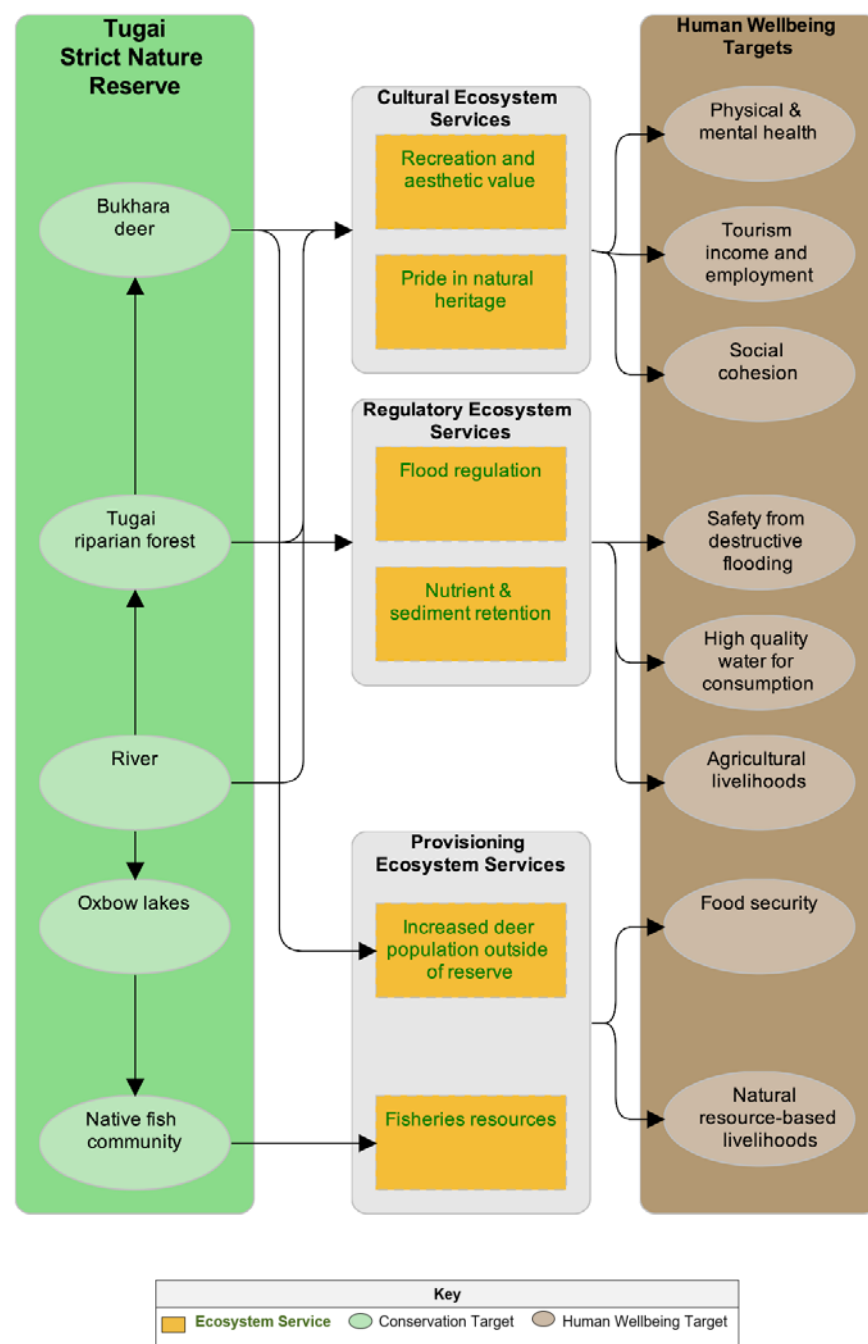 Tugai
Strict Nature
Reserve
Bukhara
deer
Tugai
riparian forest
River
Oxbow lakes
Native fish
community
Cultural Ecosystem
Services
Recreation and
aesthetic value
Pride in natural
heritage
Regulatory Ecosystem
Services
Flood regulation
Nutrient &
sediment retention
Provisioning
Ecosystem Services
Increased deer
population outside
of reserve
Fisheries resources
Human Wellbeing
Targets
Physical &
mental health
Tourism
income and
employment
Social
cohesion
Safety from
destructive
flooding
High quality
water for
consumption
Agricultural
livelihoods
Food security
Natural
resource-based
livelihoods
Key
Ecosystem Service Conservation Target Human Wellbeing Target